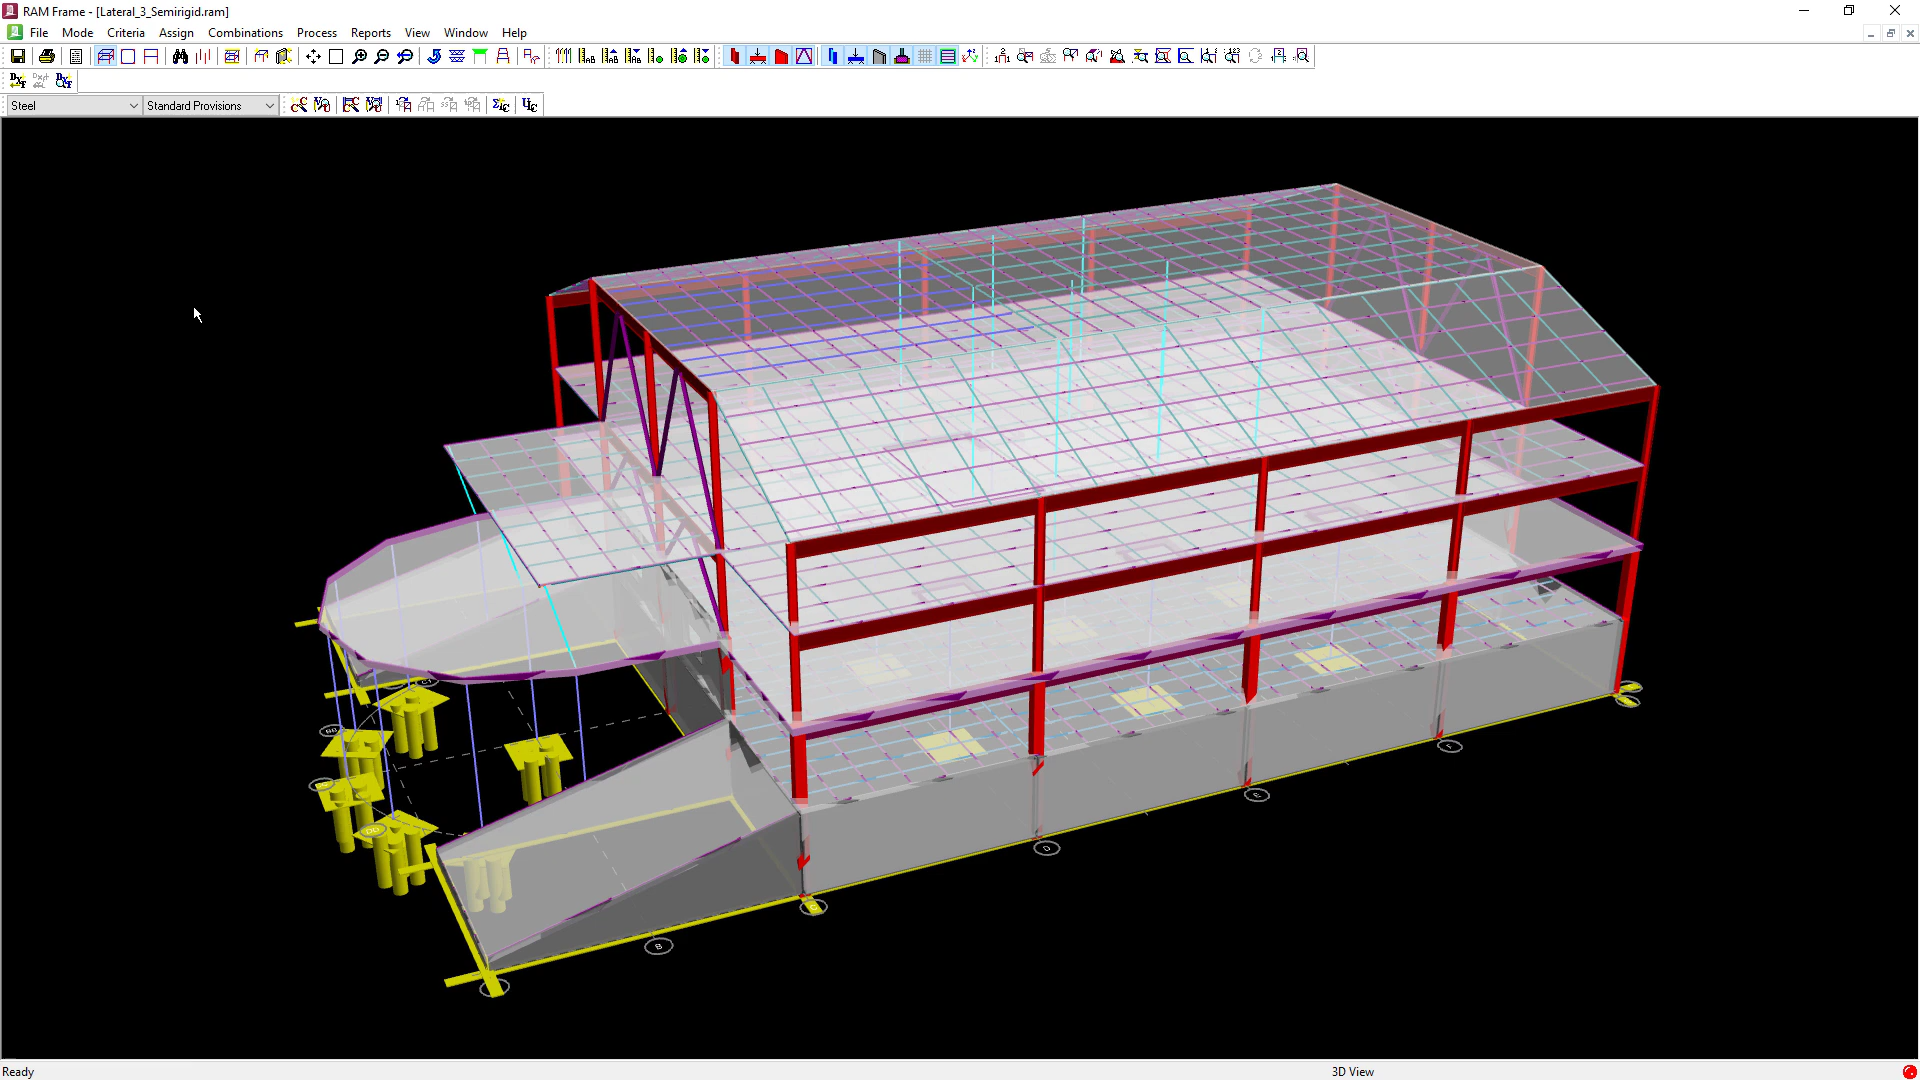 RAM Frame - [Lateral_3_Semirigid.ram]
File Mode Criteria Assign Combinations Process Reports View Window Help
Steel Standard Provisions
DD
F
E
D
C
B
Ready 3D View